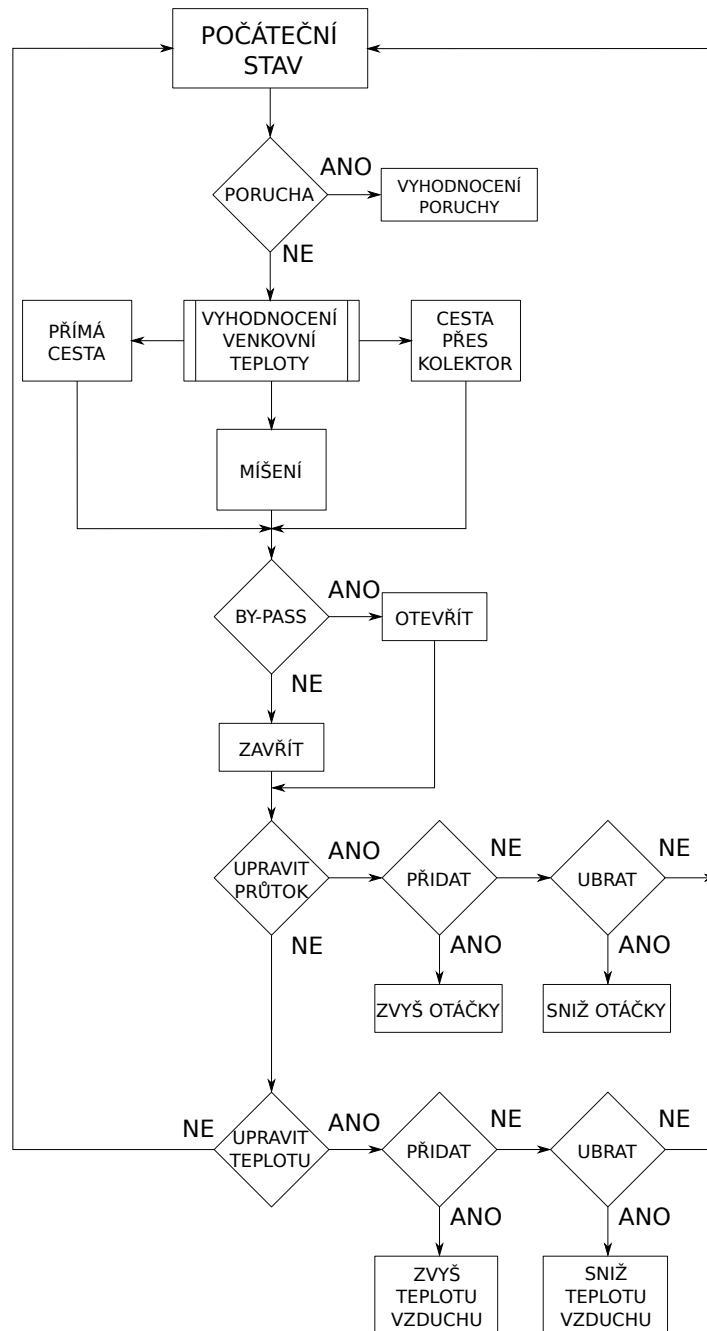 POČÁTEČNÍ
STAV
ANO
PORUCHA
VYHODNOCENÍ
PORUCHY
NE
PŘÍMÁ
CESTA
VYHODNOCENÍ
VENKOVNÍ
TEPLOTY
CESTA
PŘES
KOLEKTOR
MÍŠENÍ
ANO
BY-PASS
OTEVŘÍT
NE
ZAVŘÍT
UPRAVIT
PRŮTOK
ANO
PŘIDAT
NE
UBRAT
NE
NE
ANO
ANO
ZVYŠ OTÁČKY
SNIŽ OTÁČKY
NE
UPRAVIT
TEPLOTU
ANO
PŘIDAT
NE
UBRAT
NE
ANO
ANO
ZVYŠ
TEPLOTU
VZDUCHU
SNIŽ
TEPLOTU
VZDUCHU